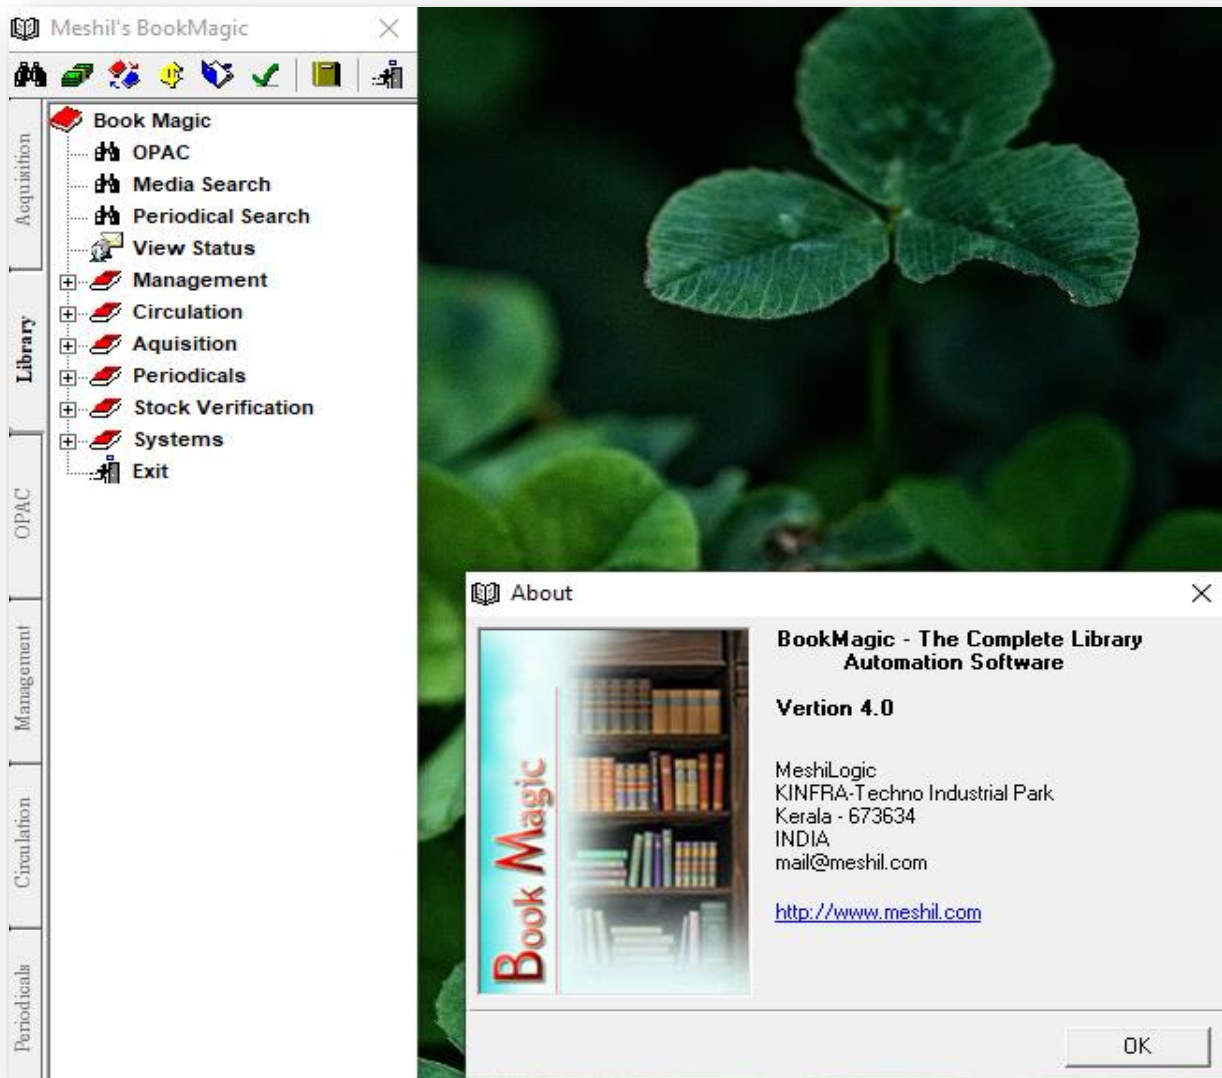 Meshil's BookMagic
Acquisition
Library
OPAC
Management
Circulation
Periodicals
Book Magic
OPAC
Media Search
Periodical Search
View Status
Management
Circulation
Aquisition
Periodicals
Stock Verification
Systems
Exit
About
Book Magic
BookMagic - The Complete Library
Automation Software
Vertion 4.0
MeshiLogic
KINFRA-Techno Industrial Park
Kerala - 673634
INDIA
mail@meshil.com
http://www.meshil.com
OK